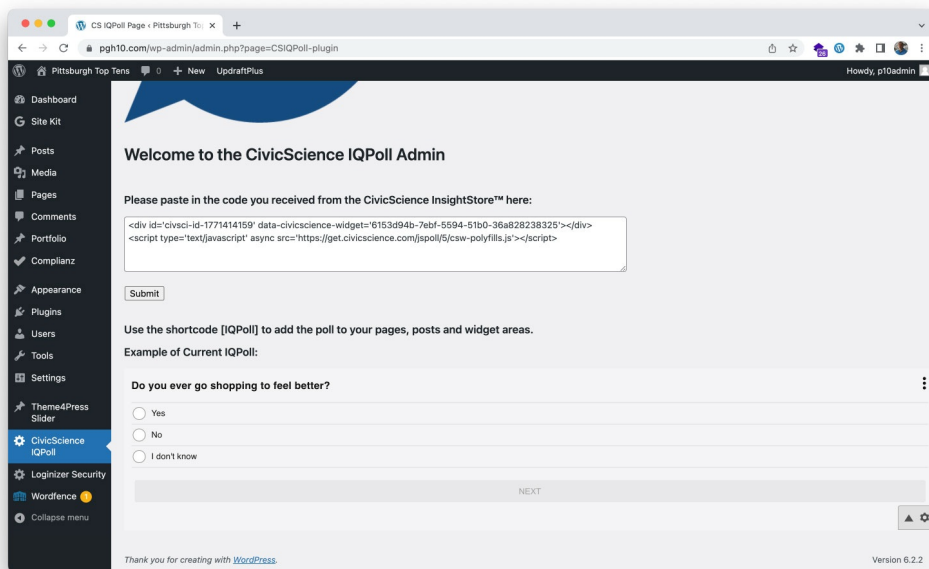 CS IQPoll Page ‹ Pittsburgh To
pgh10.com/wp-admin/admin.php?page=CSIQPoll-plugin
26
Pittsburgh Top Tens 0 + New UpdraftPlus Howdy, p10admin
Dashboard
Site Kit
Posts
Media
Pages
Comments
Portfolio
Complianz
Appearance
Plugins
Users
Tools
Settings
Theme4Press
Slider
CivicScience
IQPoll
Loginizer Security
Wordfence 1
Collapse menu
Welcome to the CivicScience IQPoll Admin
Please paste in the code you received from the CivicScience InsightStore™ here:
<div id='civsci-id-1771414159' data-civicscience-widget='6153d94b-7ebf-5594-51b0-36a828238325'></div>
<script type='text/javascript' async src='https://get.civicscience.com/jspoll/5/csw-polyfills.js'></script>
Submit
Use the shortcode [IQPoll] to add the poll to your pages, posts and widget areas.
Example of Current IQPoll:
Do you ever go shopping to feel better?
Yes
No
I don't know
NEXT
Thank you for creating with WordPress. Version 6.2.2